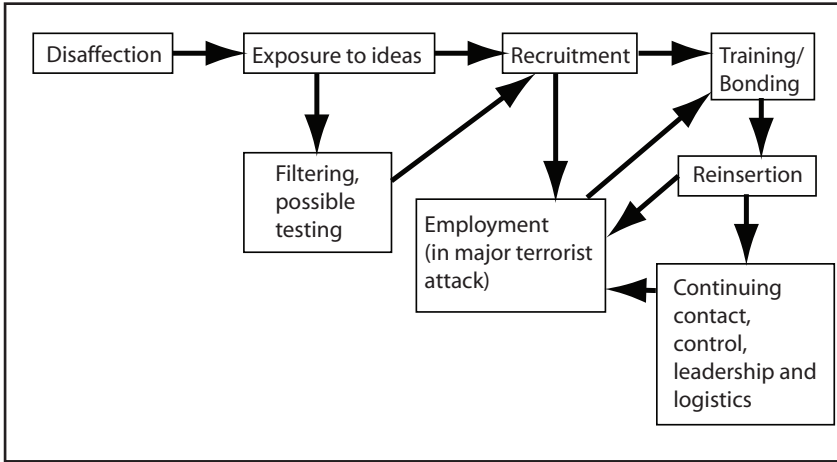 Disaffection
Exposure to ideas
Recruitment
Training/
Bonding
Filtering,
possible
testing
Reinsertion
Employment
(in major terrorist
attack)
Continuing
contact,
control,
leadership and
logistics